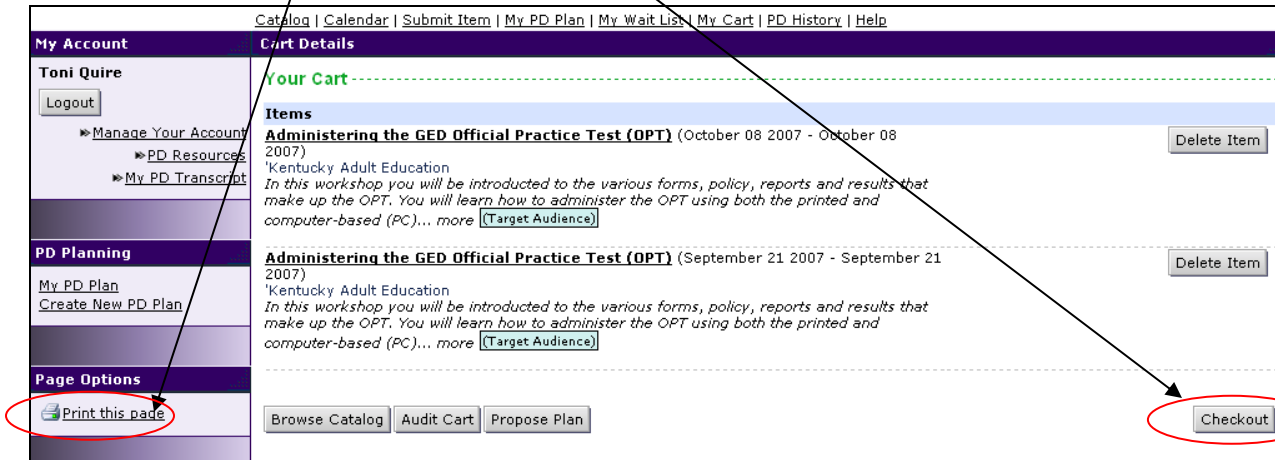 Catalog | Calendar | Submit Item | My PD Plan | My Wait List | My Cart | PD History | Help
My Account
Toni Quire
Logout
Manage Your Account
PD Resources
My PD Transcript
PD Planning
My PD Plan
Create New PD Plan
Page Options
Print this page
Cart Details
Your Cart
Items
Administering the GED Official Practice Test (OPT) (October 08 2007 - October 08
2007)
'Kentucky Adult Education
In this workshop you will be introducted to the various forms, policy, reports and results that
make up the OPT. You will learn how to administer the OPT using both the printed and
computer-based (PC)... more (Target Audience)
Delete Item
Administering the GED Official Practice Test (OPT) (September 21 2007 - September 21
2007)
'Kentucky Adult Education
In this workshop you will be introducted to the various forms, policy, reports and results that
make up the OPT. You will learn how to administer the OPT using both the printed and
computer-based (PC)... more (Target Audience)
Delete Item
Browse Catalog Audit Cart Propose Plan Checkout